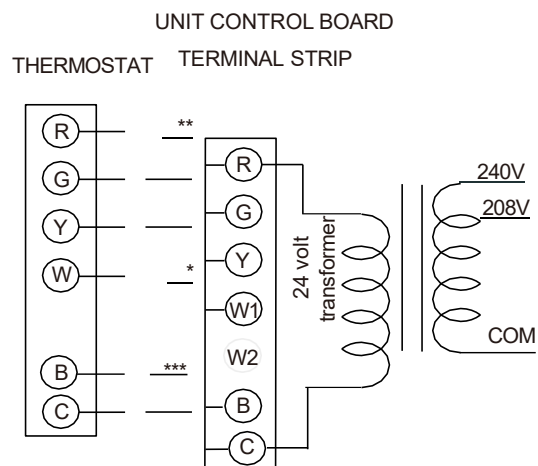 UNIT CONTROL BOARD
THERMOSTAT TERMINAL STRIP
R **
R
G
G
Y
Y
W *
W1
W2
B ***
B
C
C
24 volt
transformer
240V
208V
COM